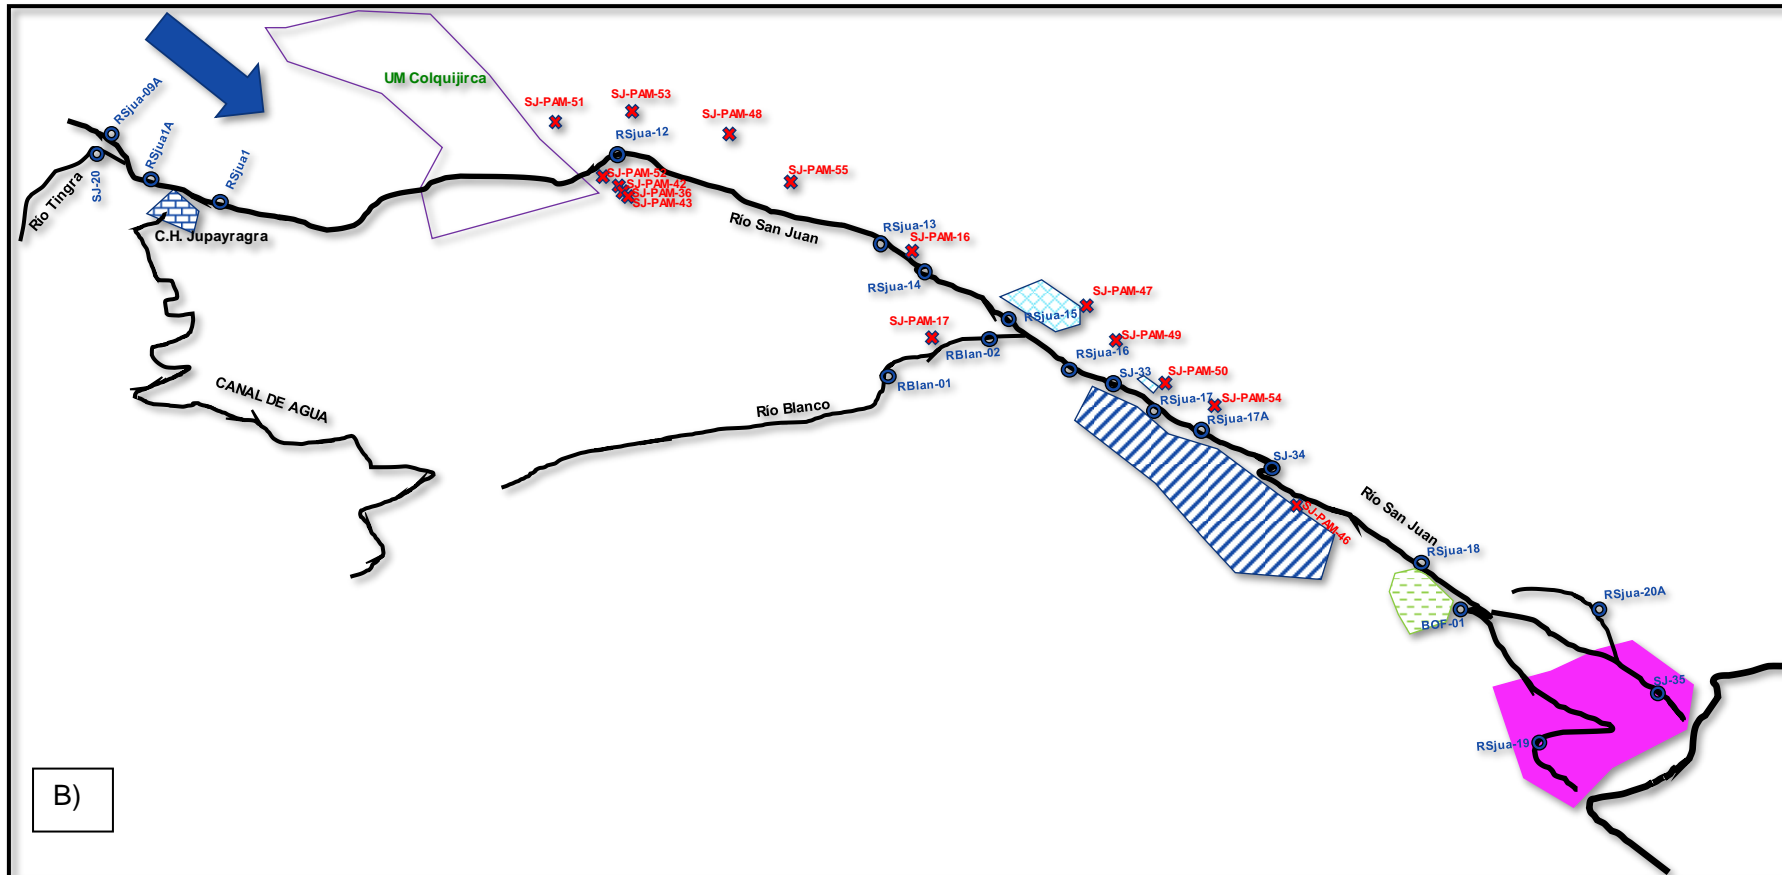 UM Colquijirca
RSjua-09A
SJ-PAM-51
SJ-PAM-53
SJ-PAM-48
RSjua-12
RSjua1A
RSjua1
SJ-20
Río Tingra
SJ-PAM-52
SJ-PAM-42
SJ-PAM-36
SJ-PAM-43
SJ-PAM-55
C.H. Jupayragra
Río San Juan
RSjua-13
SJ-PAM-16
RSjua-14
SJ-PAM-47
RSjua-15
SJ-PAM-17
SJ-PAM-49
RBlan-02
RSjua-16
RBlan-01
SJ-33
SJ-PAM-50
CANAL DE AGUA
Río Blanco
RSjua-17
SJ-PAM-54
RSjua-17A
SJ-34
SJ-PAM-46
Río San Juan
RSjua-18
RSjua-20A
BOF-01
SJ-35
RSjua-19
B)